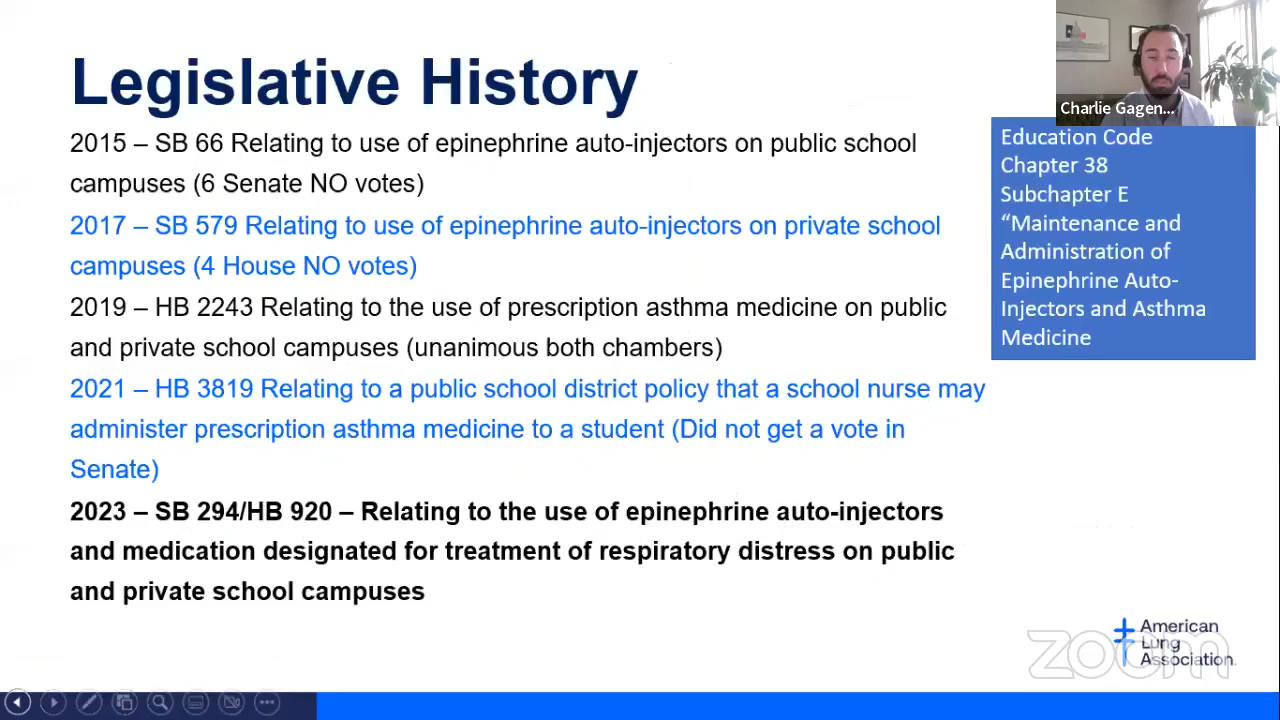 Legislative History
2015 – SB 66 Relating to use of epinephrine auto-injectors on public school
campuses (6 Senate NO votes)
2017 – SB 579 Relating to use of epinephrine auto-injectors on private school
campuses (4 House NO votes)
2019 – HB 2243 Relating to the use of prescription asthma medicine on public
and private school campuses (unanimous both chambers)
2021 – HB 3819 Relating to a public school district policy that a school nurse may
administer prescription asthma medicine to a student (Did not get a vote in
Senate)
2023 – SB 294/HB 920 – Relating to the use of epinephrine auto-injectors
and medication designated for treatment of respiratory distress on public
and private school campuses
Charlie Gagen...
Education Code
Chapter 38
Subchapter E
“Maintenance and
Administration of
Epinephrine Auto-
Injectors and Asthma
Medicine
American
Lung
Association.
zoom